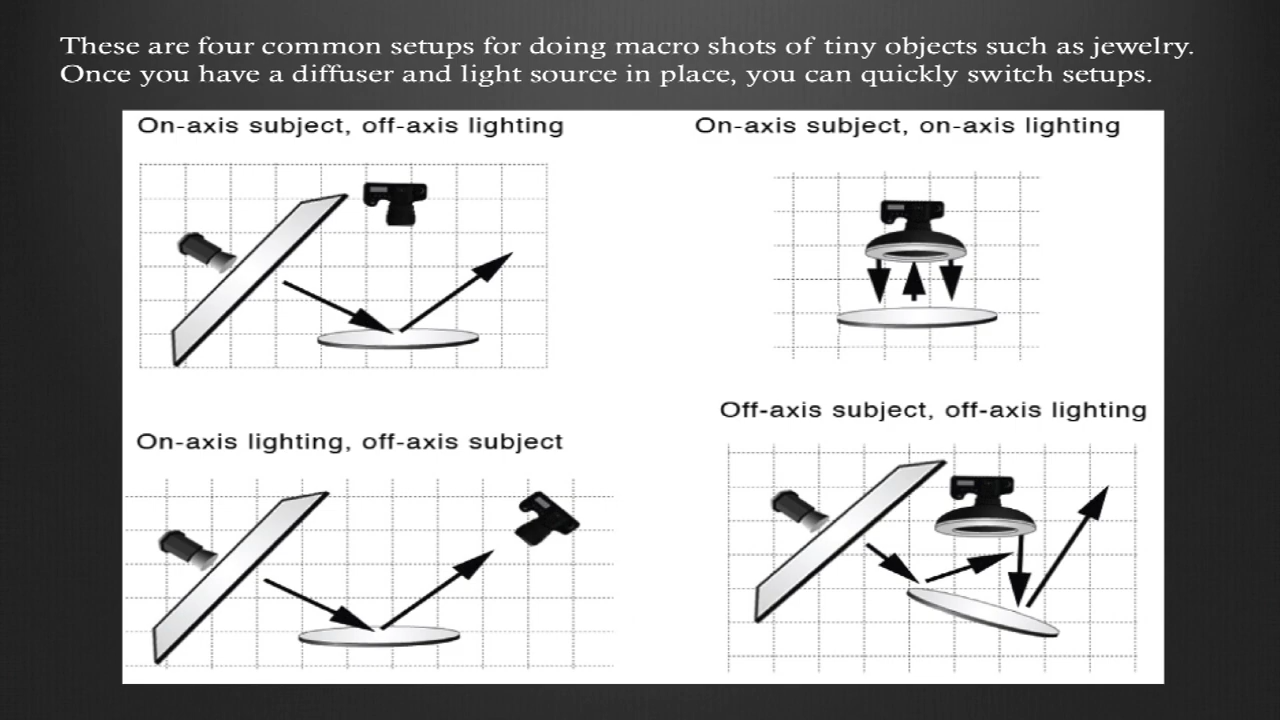 These are four common setups for doing macro shots of tiny objects such as jewelry.
Once you have a diffuser and light source in place, you can quickly switch setups.
On-axis subject, off-axis lighting
On-axis subject, on-axis lighting
On-axis lighting, off-axis subject
Off-axis subject, off-axis lighting